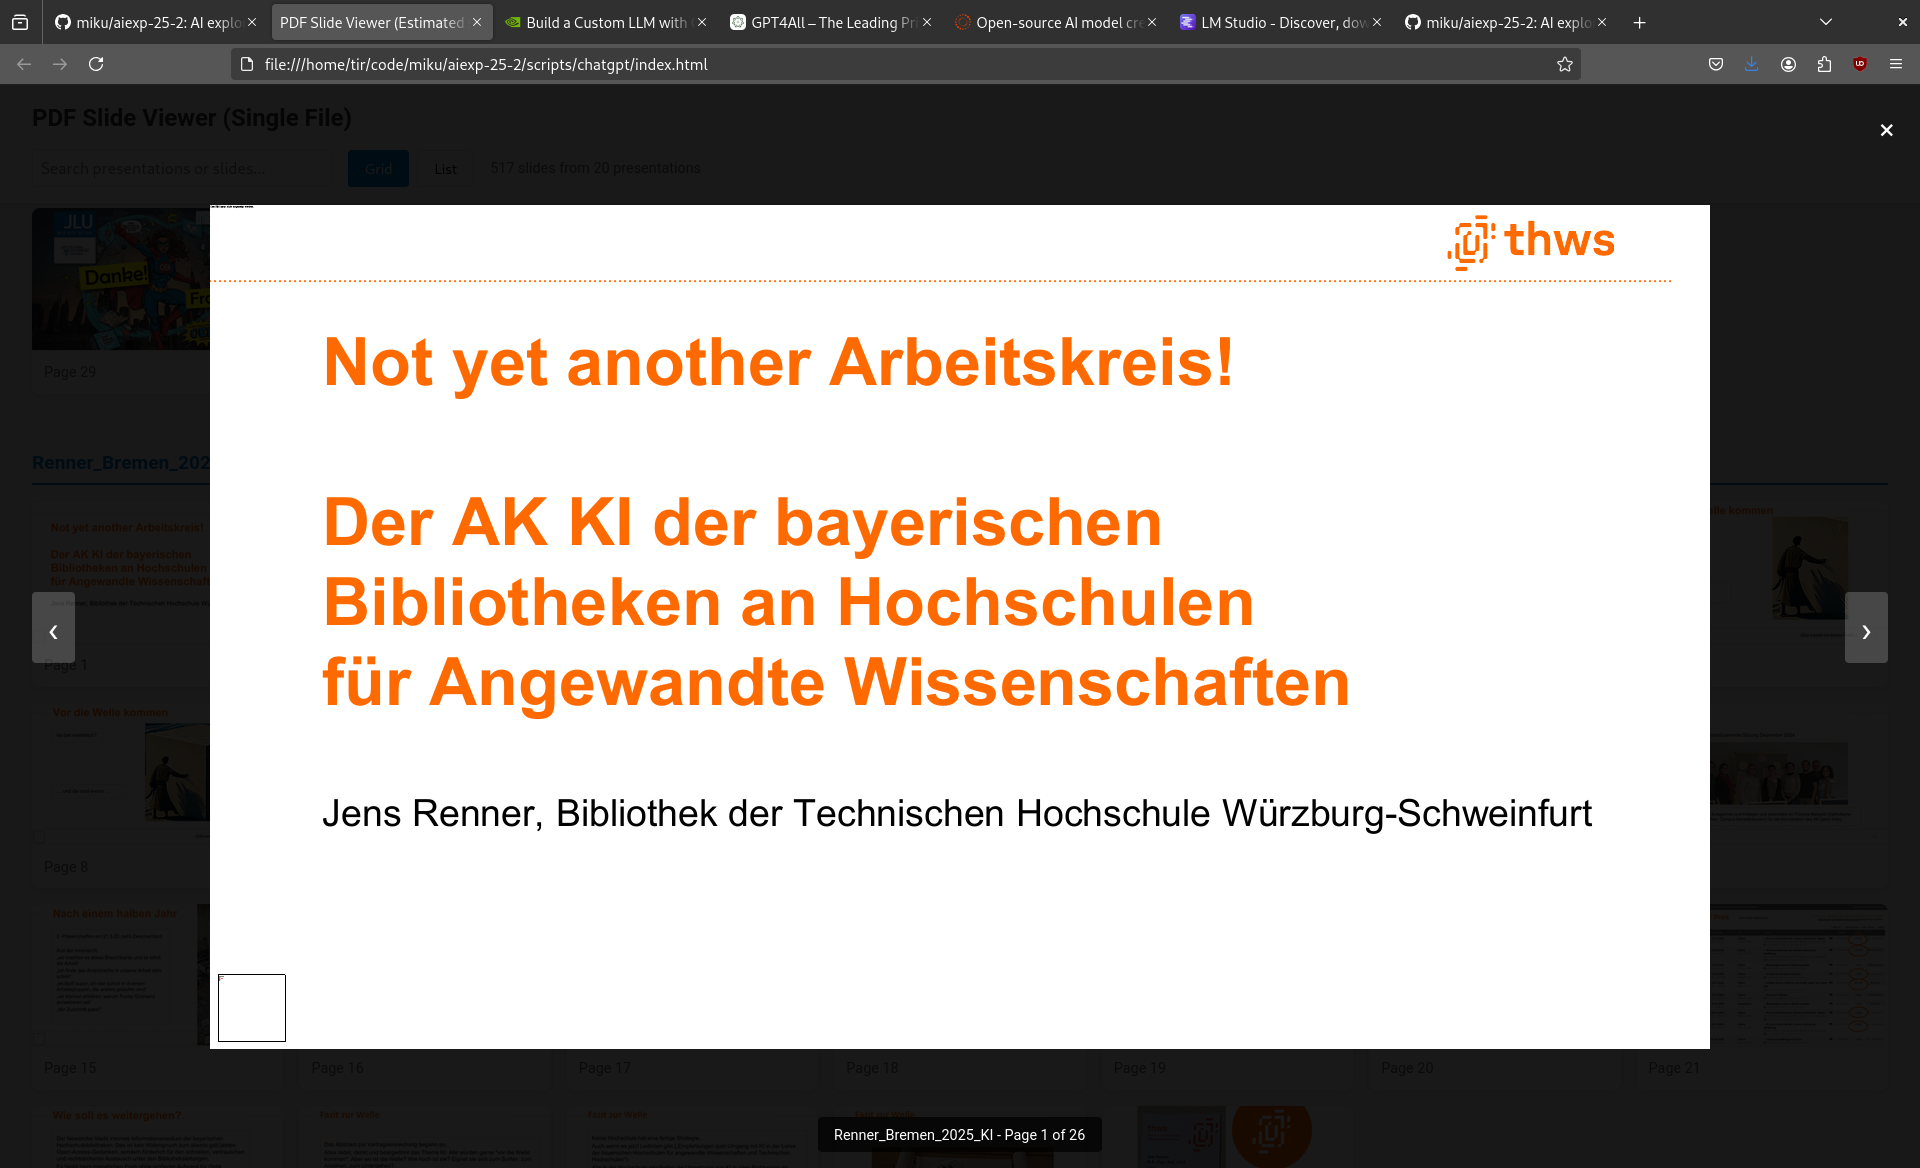 miku/aiexp-25-2: AI explo
PDF Slide Viewer (Estimated
Build a Custom LLM with
GPT4All – The Leading Pri
Open-source AI model cre
LM Studio - Discover, dow
miku/aiexp-25-2: AI explo
file:///home/tir/code/miku/aiexp-25-2/scripts/chatgpt/index.html
PDF Slide Viewer (Single File)
Search presentations or slides...
Grid
List
517 slides from 20 presentations
JLU
Danke!
Page 29
thws
Not yet another Arbeitskreis!
Der AK KI der bayerischen
Bibliotheken an Hochschulen
für Angewandte Wissenschaften
Jens Renner, Bibliothek der Technischen Hochschule Würzburg-Schweinfurt
Renner_Bremen_202
Not yet another Arbeitskreis!
Der AK KI der bayerischen
Bibliotheken an Hochschulen
für Angewandte Wissenschaft
Page 1
Vor die Welle kommen
Page 8
Nach einem halben Jahr
Page 15
Page 16
Page 17
Page 18
Page 19
Page 20
Page 21
Wie soll es weitergehen?
Fazit zur Welle
Fazit zur Welle
Fazit zur Welle
Renner_Bremen_2025_KI - Page 1 of 26